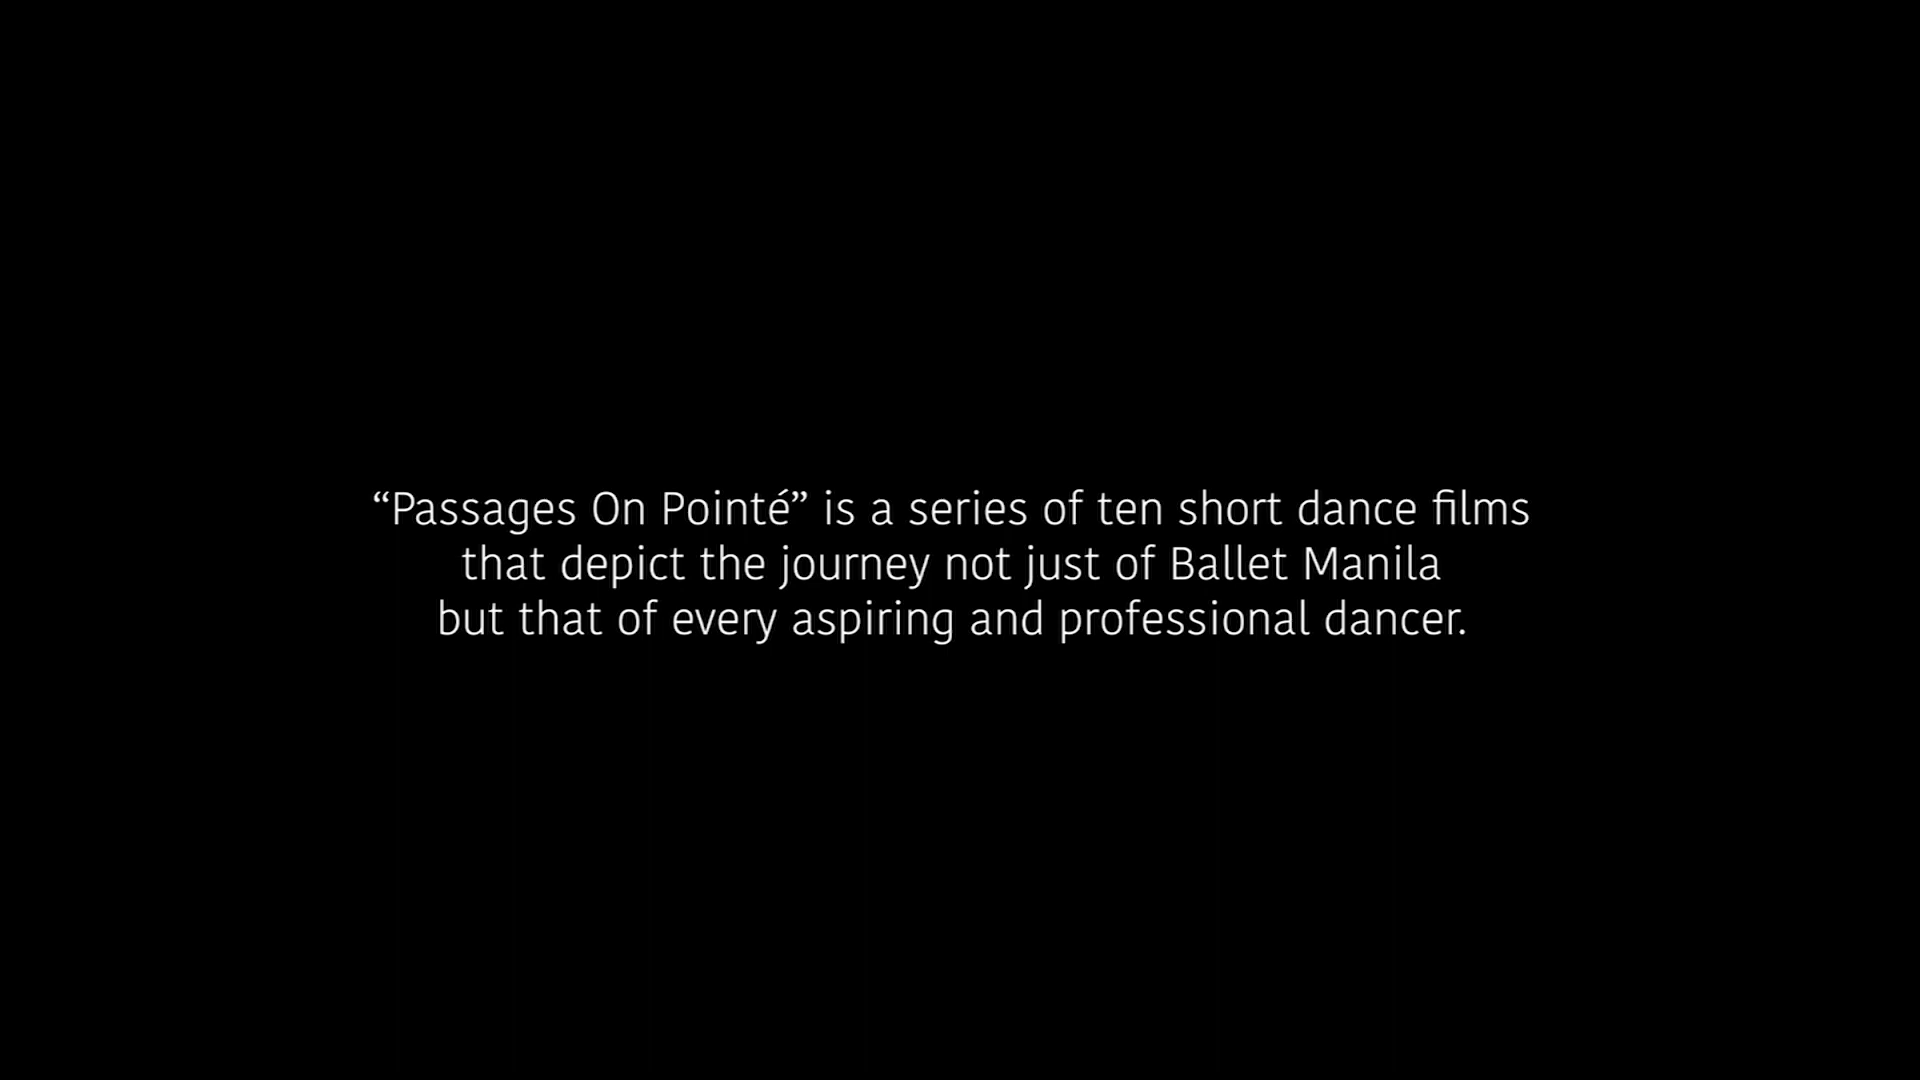 “Passages On Pointé” is a series of ten short dance films
that depict the journey not just of Ballet Manila
but that of every aspiring and professional dancer.